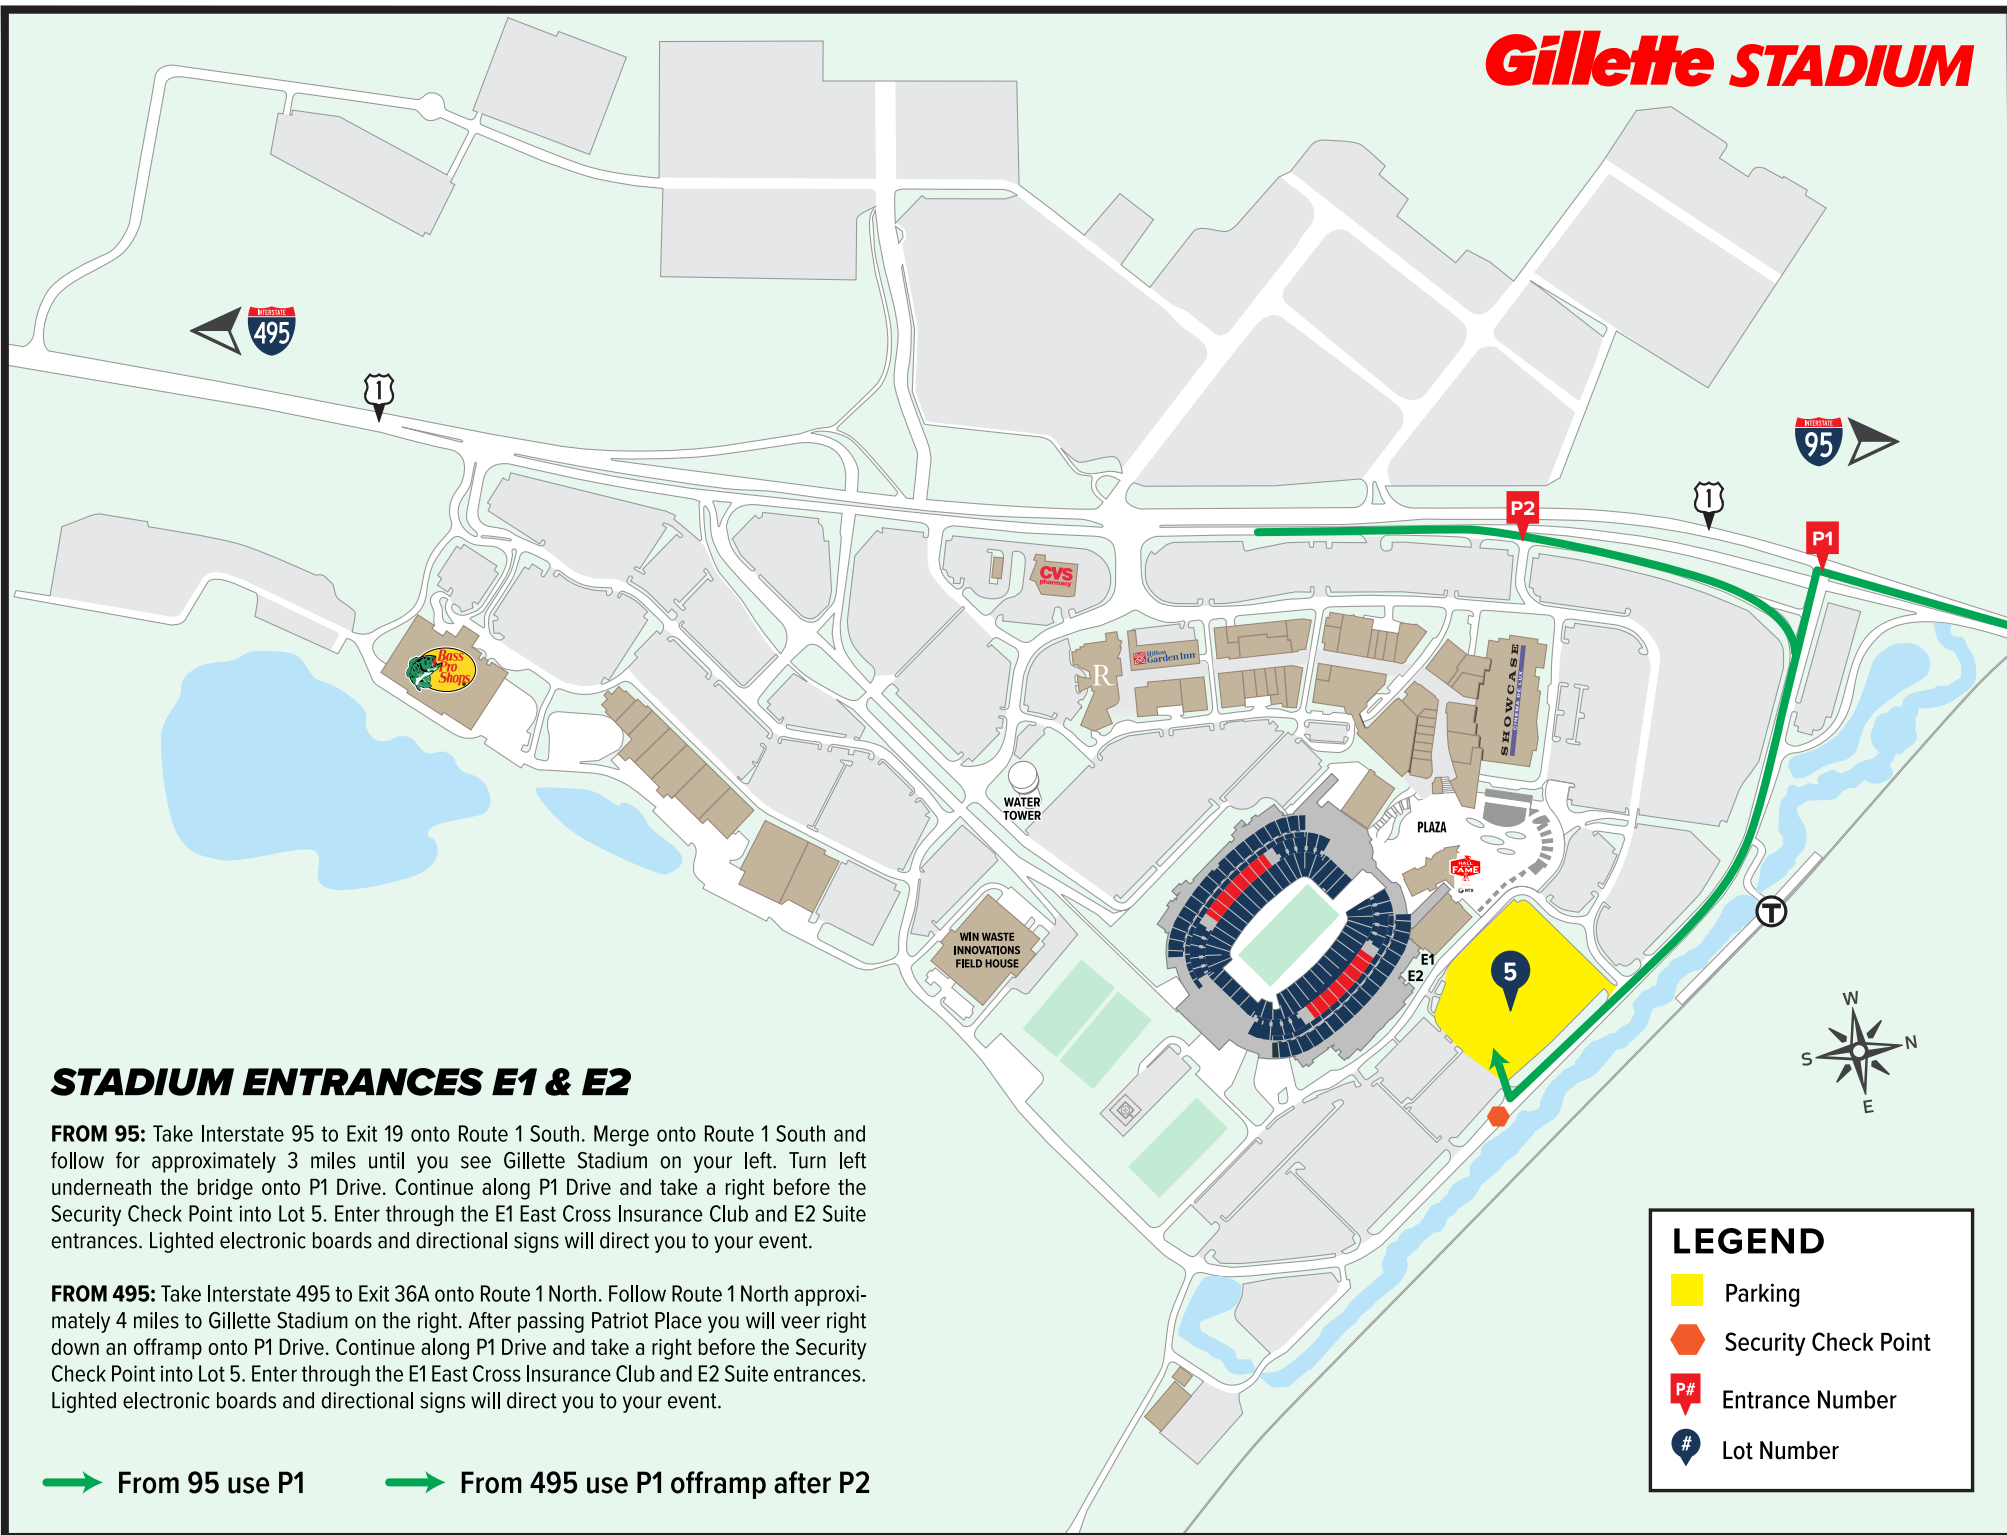 Gillette STADIUM
INTERSTATE
495
1
INTERSTATE
95
1
P2
P1
CVS
pharmacy
Bass
Pro
Shops
R
Hilton
Garden Inn
SHOWCASE
CINEMA DE LUX
WATER
TOWER
PLAZA
HALL
FAME
RTX
T
WIN WASTE
INNOVATIONS
FIELD HOUSE
E1
E2
5
W
N
S
E
STADIUM ENTRANCES E1 & E2
FROM 95: Take Interstate 95 to Exit 19 onto Route 1 South. Merge onto Route 1 South and
follow for approximately 3 miles until you see Gillette Stadium on your left. Turn left
underneath the bridge onto P1 Drive. Continue along P1 Drive and take a right before the
Security Check Point into Lot 5. Enter through the E1 East Cross Insurance Club and E2 Suite
entrances. Lighted electronic boards and directional signs will direct you to your event.
FROM 495: Take Interstate 495 to Exit 36A onto Route 1 North. Follow Route 1 North approxi-
mately 4 miles to Gillette Stadium on the right. After passing Patriot Place you will veer right
down an offramp onto P1 Drive. Continue along P1 Drive and take a right before the Security
Check Point into Lot 5. Enter through the E1 East Cross Insurance Club and E2 Suite entrances.
Lighted electronic boards and directional signs will direct you to your event.
From 95 use P1
From 495 use P1 offramp after P2
LEGEND
Parking
Security Check Point
P# Entrance Number
# Lot Number